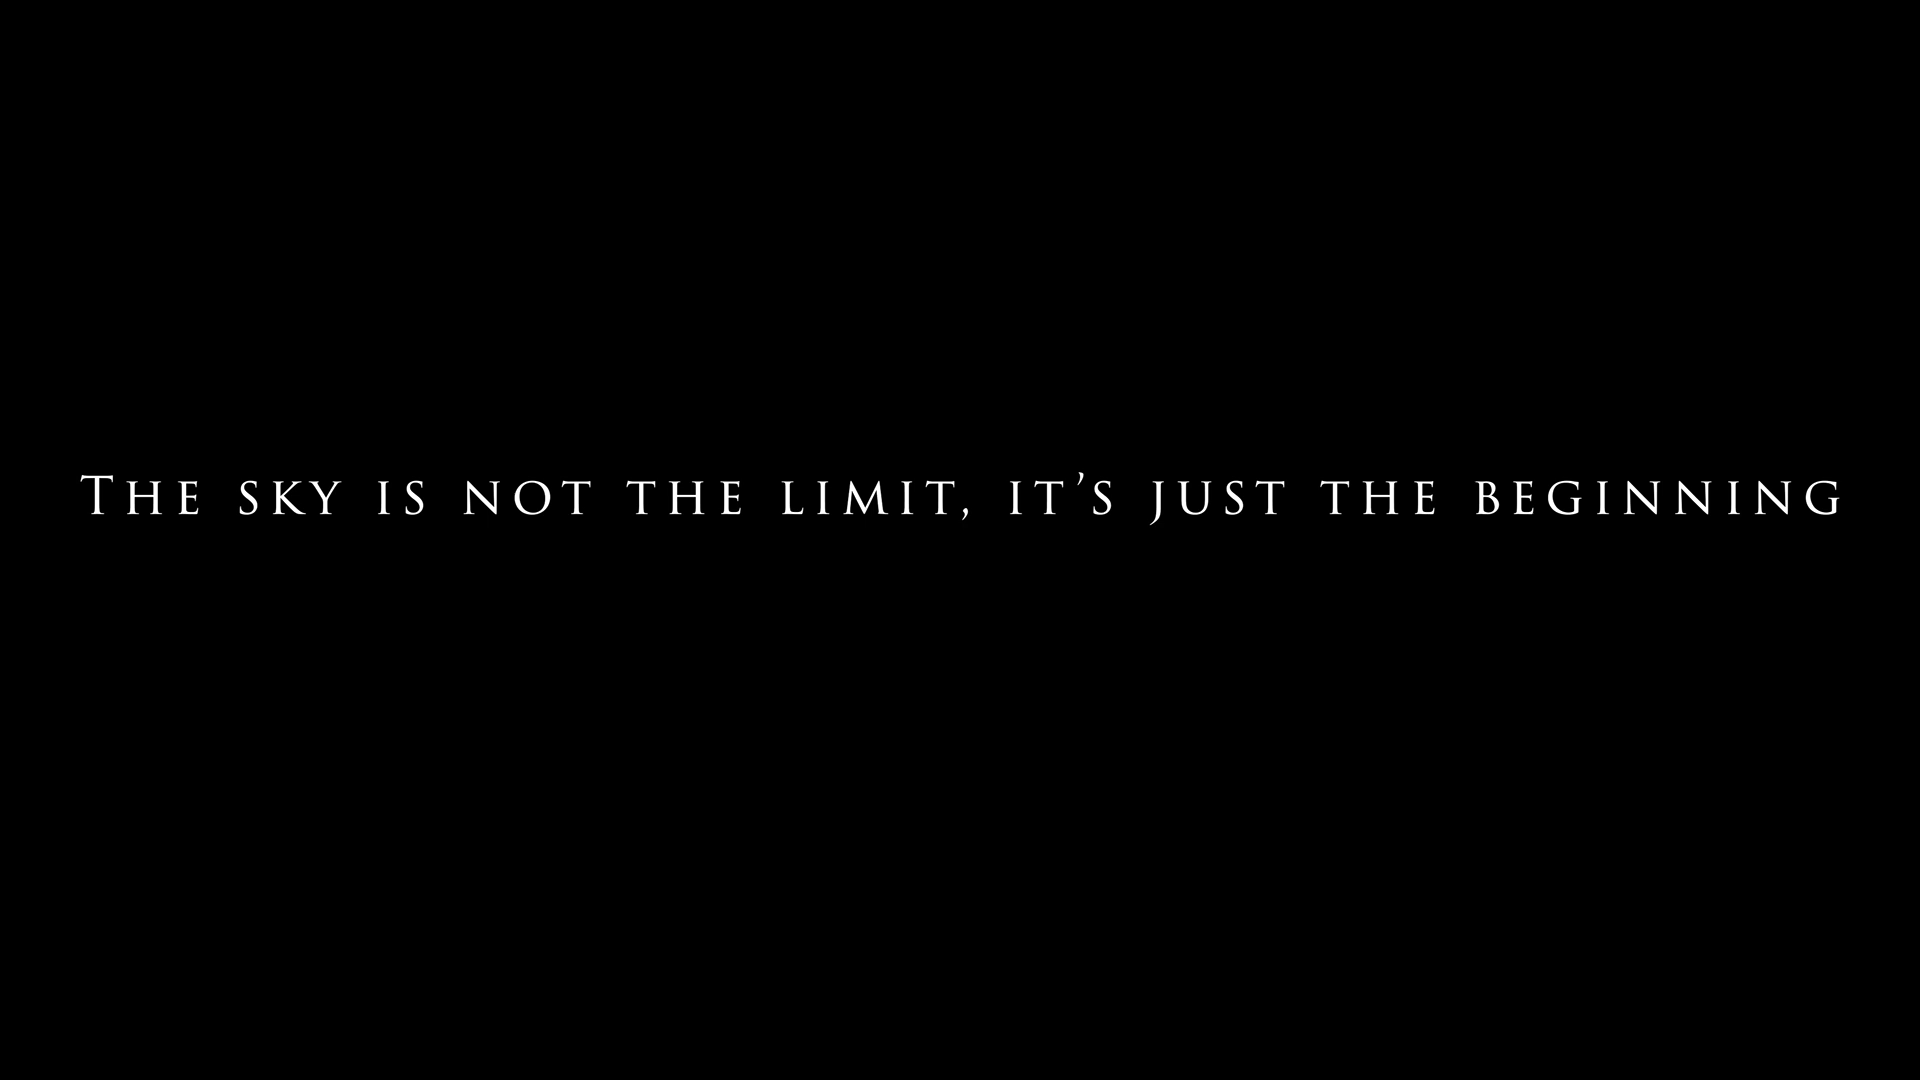 The sky is not the limit, it’s just the beginning